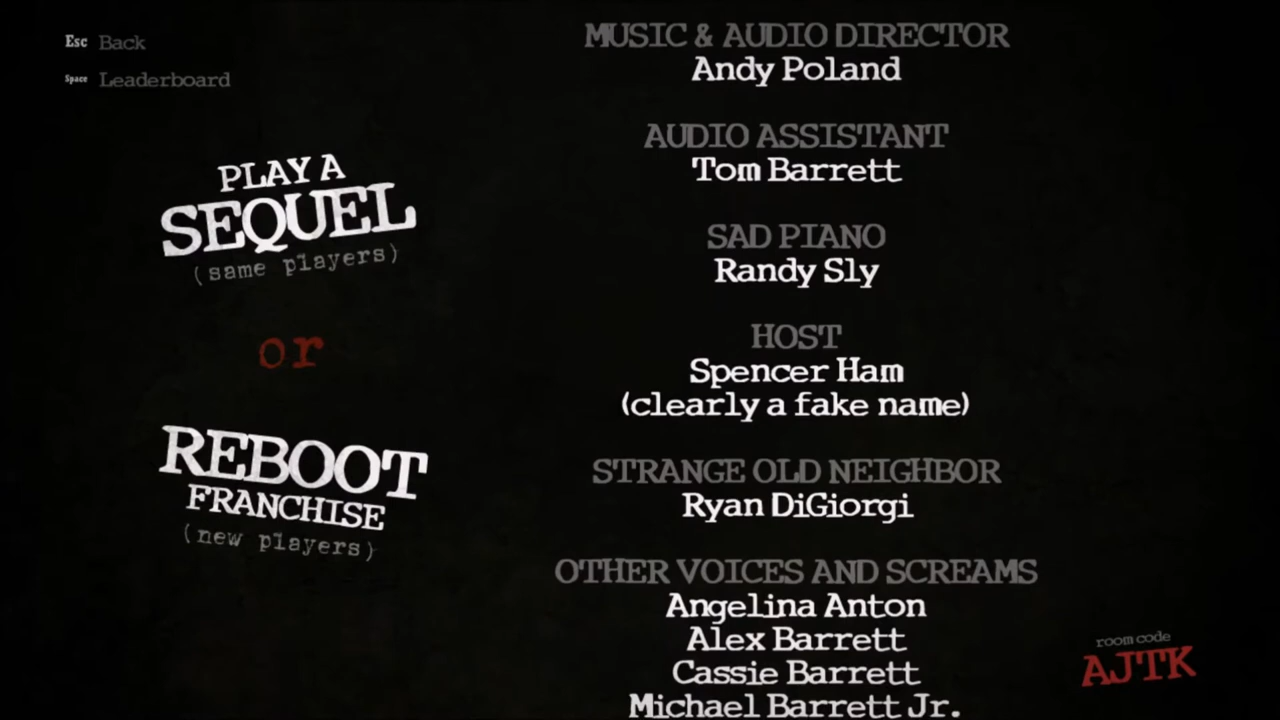 Esc Back
Space Leaderboard
PLAY A
SEQUEL
(same players)
or
REBOOT
FRANCHISE
(new players)
MUSIC & AUDIO DIRECTOR
Andy Poland
AUDIO ASSISTANT
Tom Barrett
SAD PIANO
Randy Sly
HOST
Spencer Ham
(clearly a fake name)
STRANGE OLD NEIGHBOR
Ryan DiGiorgi
OTHER VOICES AND SCREAMS
Angelina Anton
Alex Barrett
Cassie Barrett
Michael Barrett Jr.
room code
AJTK